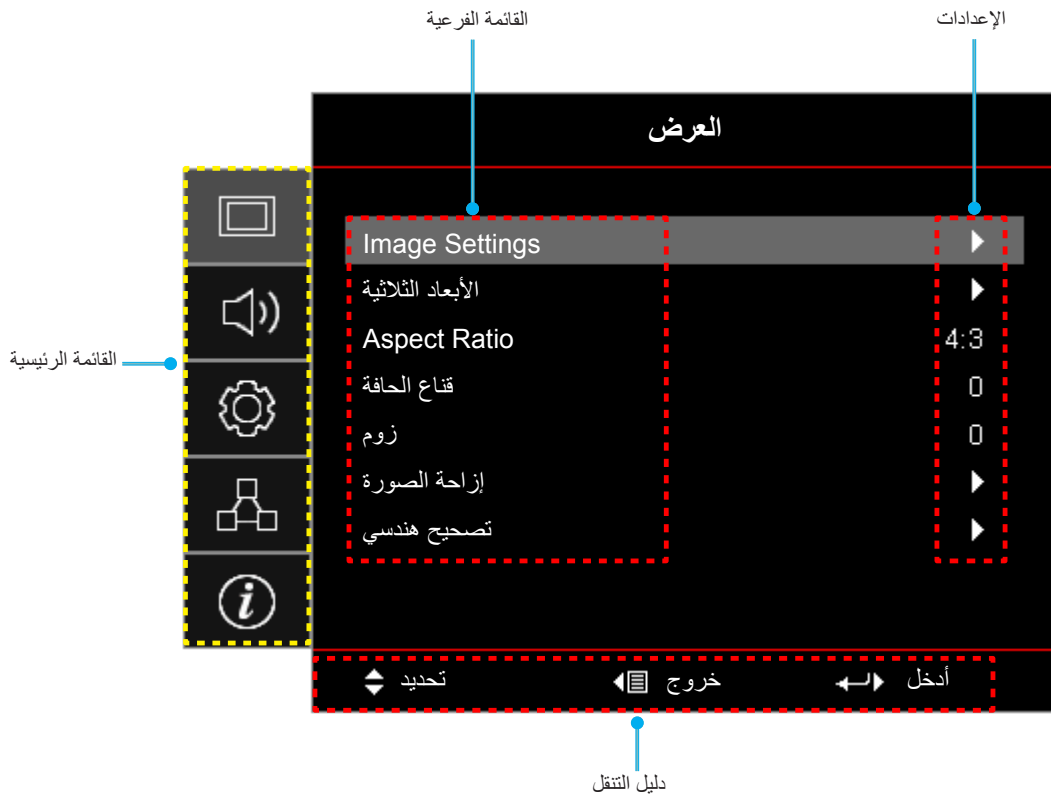 القائمة الفرعية
الإعدادات
العرض
Image Settings
الأبعاد الثلاثية
Aspect Ratio 4:3
قناع الحافة 0
زوم 0
إزاحة الصورة
تصحيح هندسي
القائمة الرئيسية
تحديد خروج أدخل
دليل التنقل